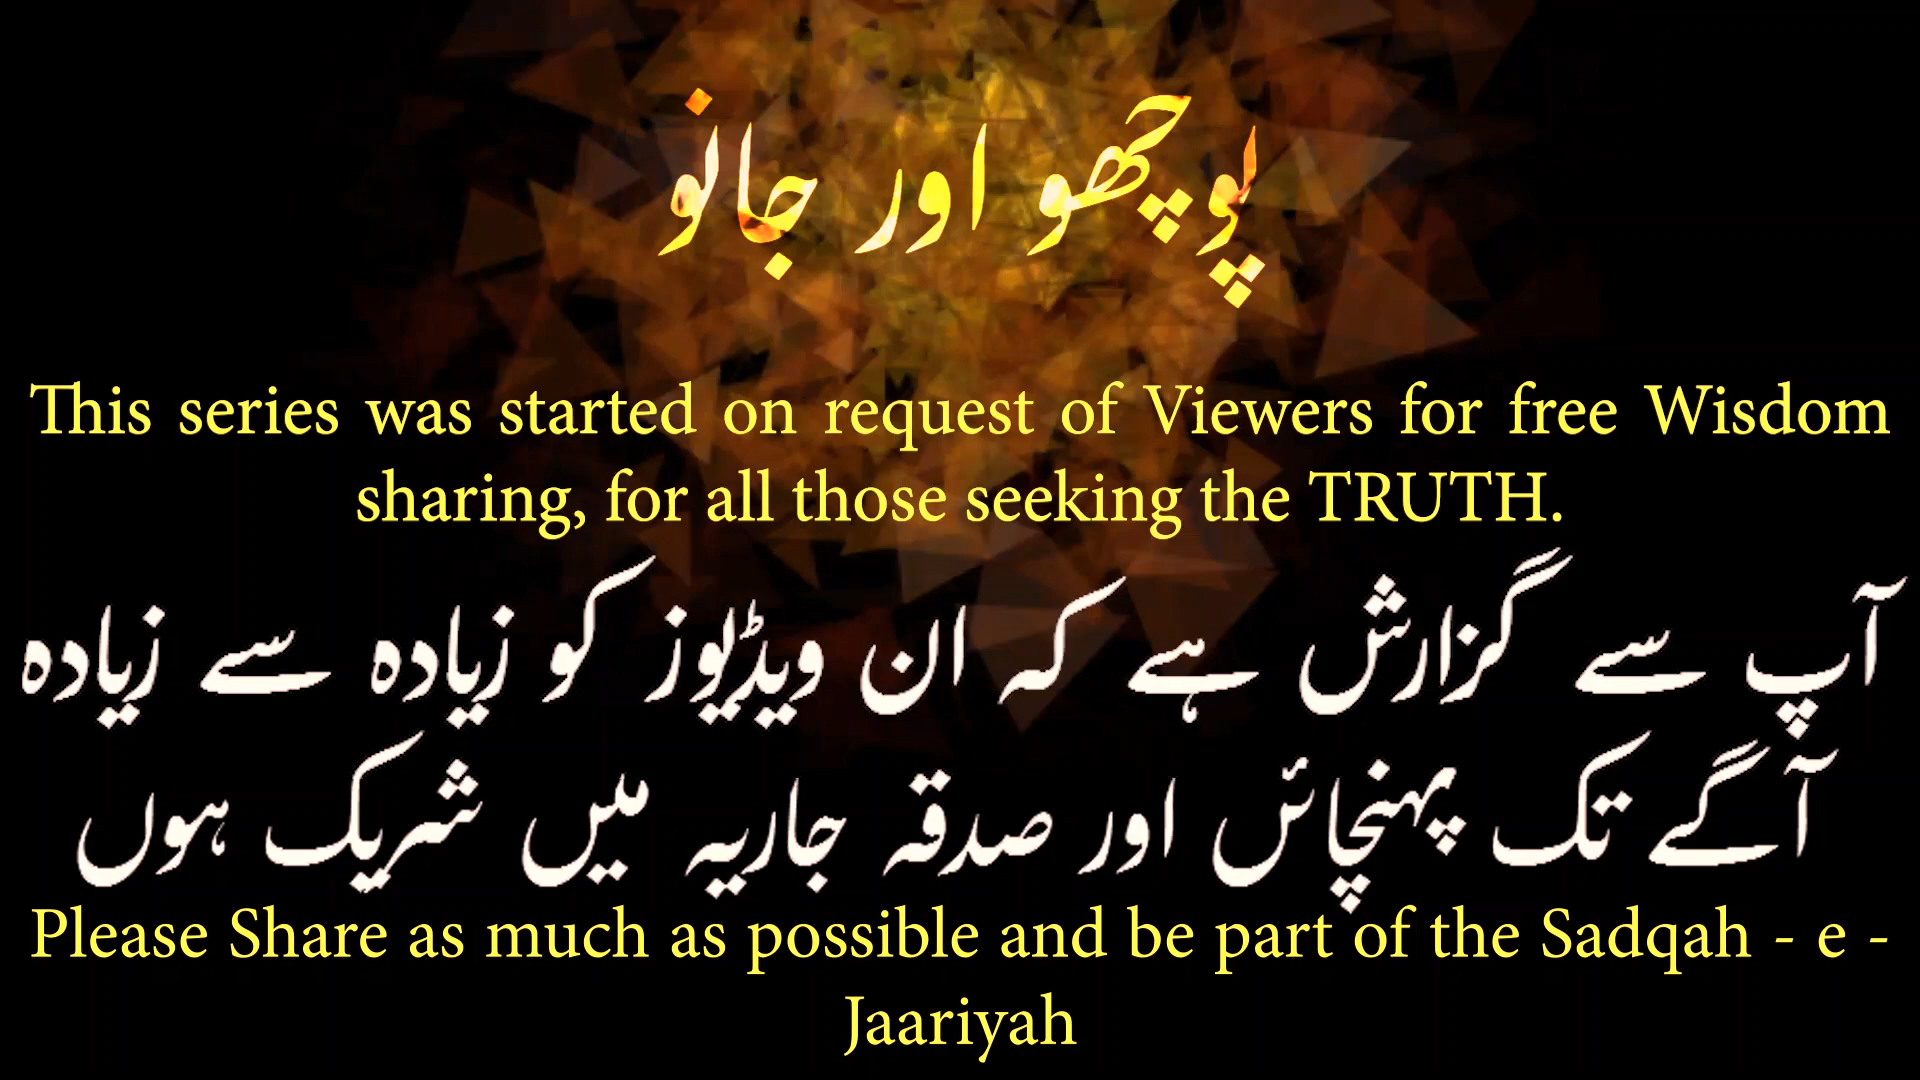 پوچھو اور جانو
This series was started on request of Viewers for free Wisdom
sharing, for all those seeking the TRUTH.
آپ سے گزارش ہے کہ ان ویڈیوز کو زیادہ سے زیادہ
آگے تک پہنچائں اور صدقہ جاریہ میں شریک ہوں
Please Share as much as possible and be part of the Sadqah - e -
Jaariyah